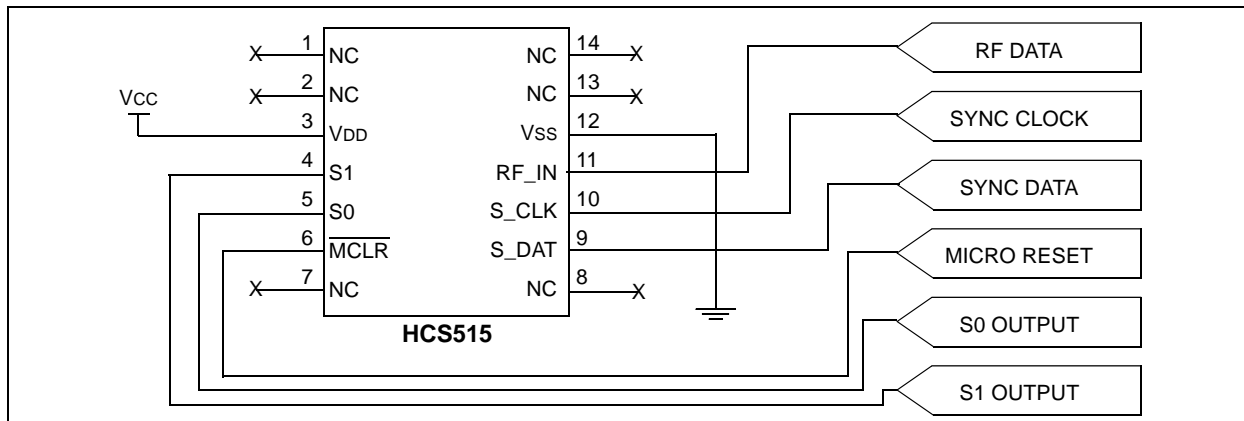 1 NC
2 NC
VCC
3 VDD
4 S1
5 S0
6 MCLR
7 NC
NC 14
NC 13
VSS 12
RF_IN 11
S_CLK 10
S_DAT 9
NC 8
X
X
X
X
X
X
HCS515
RF DATA
SYNC CLOCK
SYNC DATA
MICRO RESET
S0 OUTPUT
S1 OUTPUT